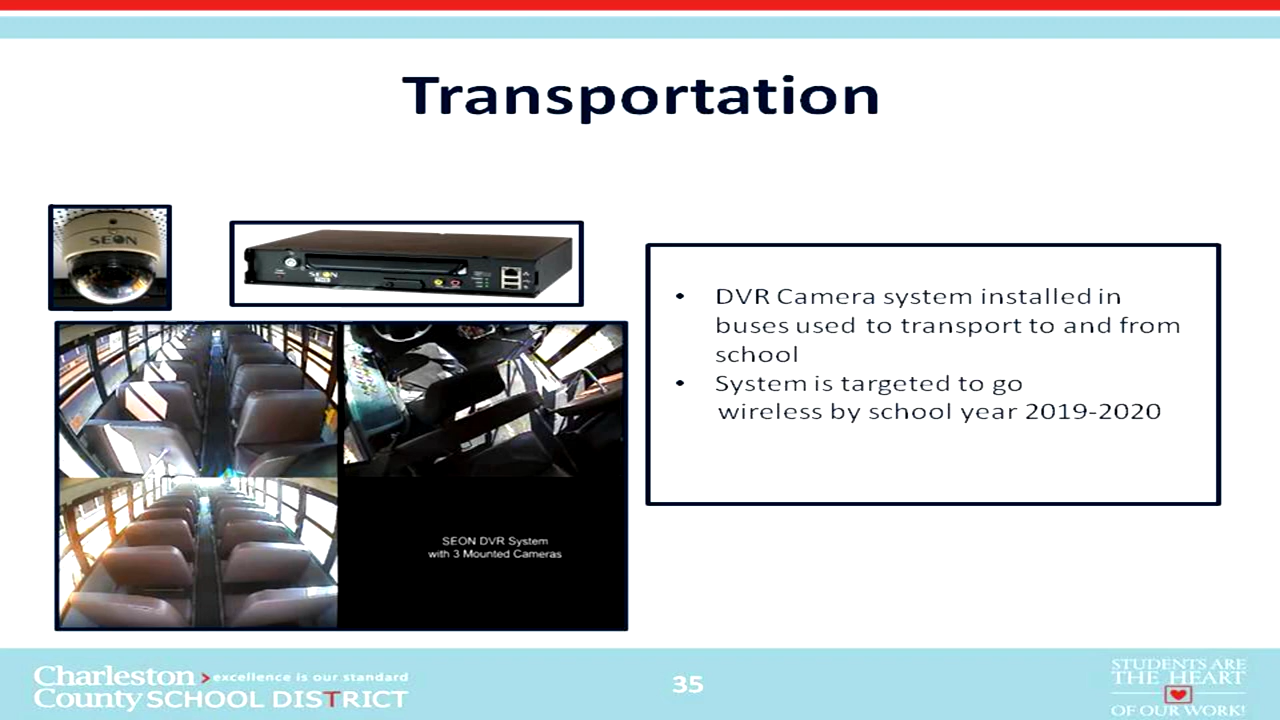 Transportation
SEON
SEON
• DVR Camera system installed in
buses used to transport to and from
school
• System is targeted to go
wireless by school year 2019-2020
SEON DVR System
with 3 Mounted Cameras
Charleston > excellence is our standard
County SCHOOL DISTRICT
35
STUDENTS ARE
THE HEART
OF OUR WORK!